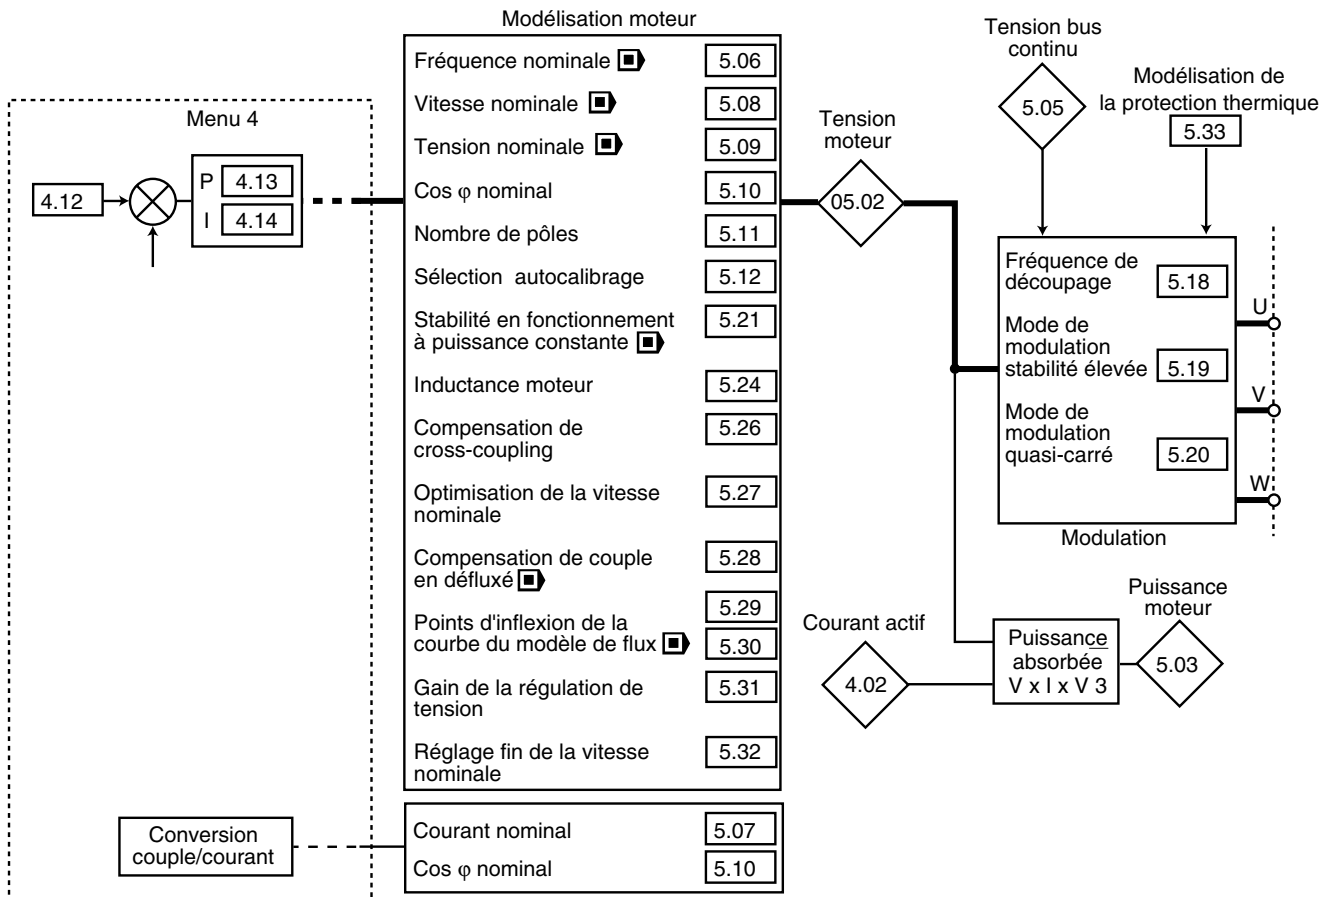 Modélisation moteur
Fréquence nominale 5.06
Vitesse nominale 5.08
Tension nominale 5.09
Cos φ nominal 5.10
Nombre de pôles 5.11
Sélection autocalibrage 5.12
Stabilité en fonctionnement
à puissance constante
5.21
Inductance moteur 5.24
Compensation de
cross-coupling
5.26
Optimisation de la vitesse
nominale
5.27
Compensation de couple
en défluxé
5.28
Points d'inflexion de la
courbe du modèle de flux
5.29
5.30
Gain de la régulation de
tension
5.31
Réglage fin de la vitesse
nominale
5.32
Menu 4
4.12
P 4.13
I 4.14
Conversion
couple/courant
Courant nominal 5.07
Cos φ nominal 5.10
Tension
moteur
05.02
Tension bus
continu
5.05
Modélisation de
la protection thermique
5.33
Fréquence de
découpage
5.18
Mode de
modulation
stabilité élevée
5.19
Mode de
modulation
quasi-carré
5.20
U
V
W
Modulation
Courant actif
4.02
Puissance
absorbée
V x I x V 3
Puissance
moteur
5.03